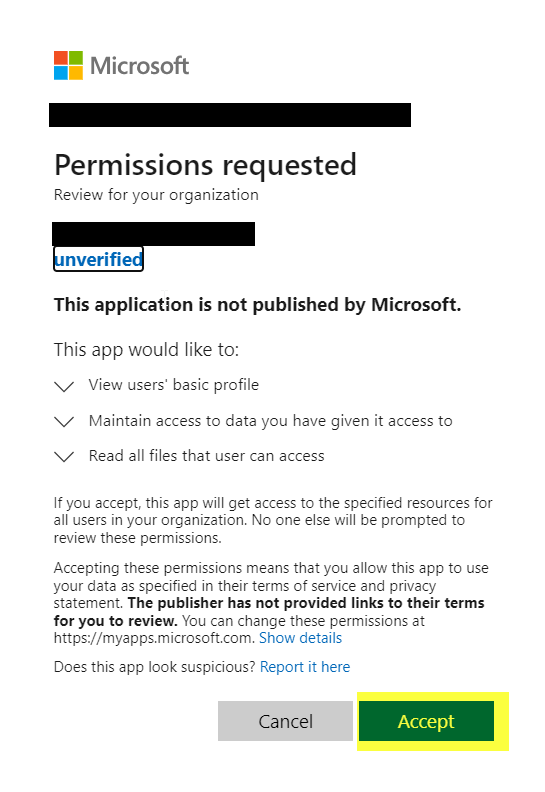 Microsoft
Permissions requested
Review for your organization
unverified
This application is not published by Microsoft.
This app would like to:
View users' basic profile
Maintain access to data you have given it access to
Read all files that user can access
If you accept, this app will get access to the specified resources for
all users in your organization. No one else will be prompted to
review these permissions.
Accepting these permissions means that you allow this app to use
your data as specified in their terms of service and privacy
statement. The publisher has not provided links to their terms
for you to review. You can change these permissions at
https://myapps.microsoft.com. Show details
Does this app look suspicious? Report it here
Cancel Accept